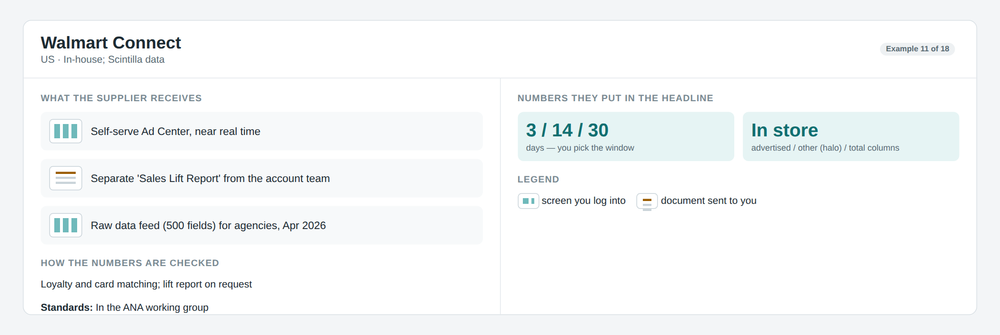 Walmart Connect
US · In-house; Scintilla data
Example 11 of 18
WHAT THE SUPPLIER RECEIVES
Self-serve Ad Center, near real time
Separate 'Sales Lift Report' from the account team
Raw data feed (500 fields) for agencies, Apr 2026
HOW THE NUMBERS ARE CHECKED
Loyalty and card matching; lift report on request
Standards: In the ANA working group
NUMBERS THEY PUT IN THE HEADLINE
3 / 14 / 30
days — you pick the window
In store
advertised / other (halo) / total columns
LEGEND
screen you log into
document sent to you